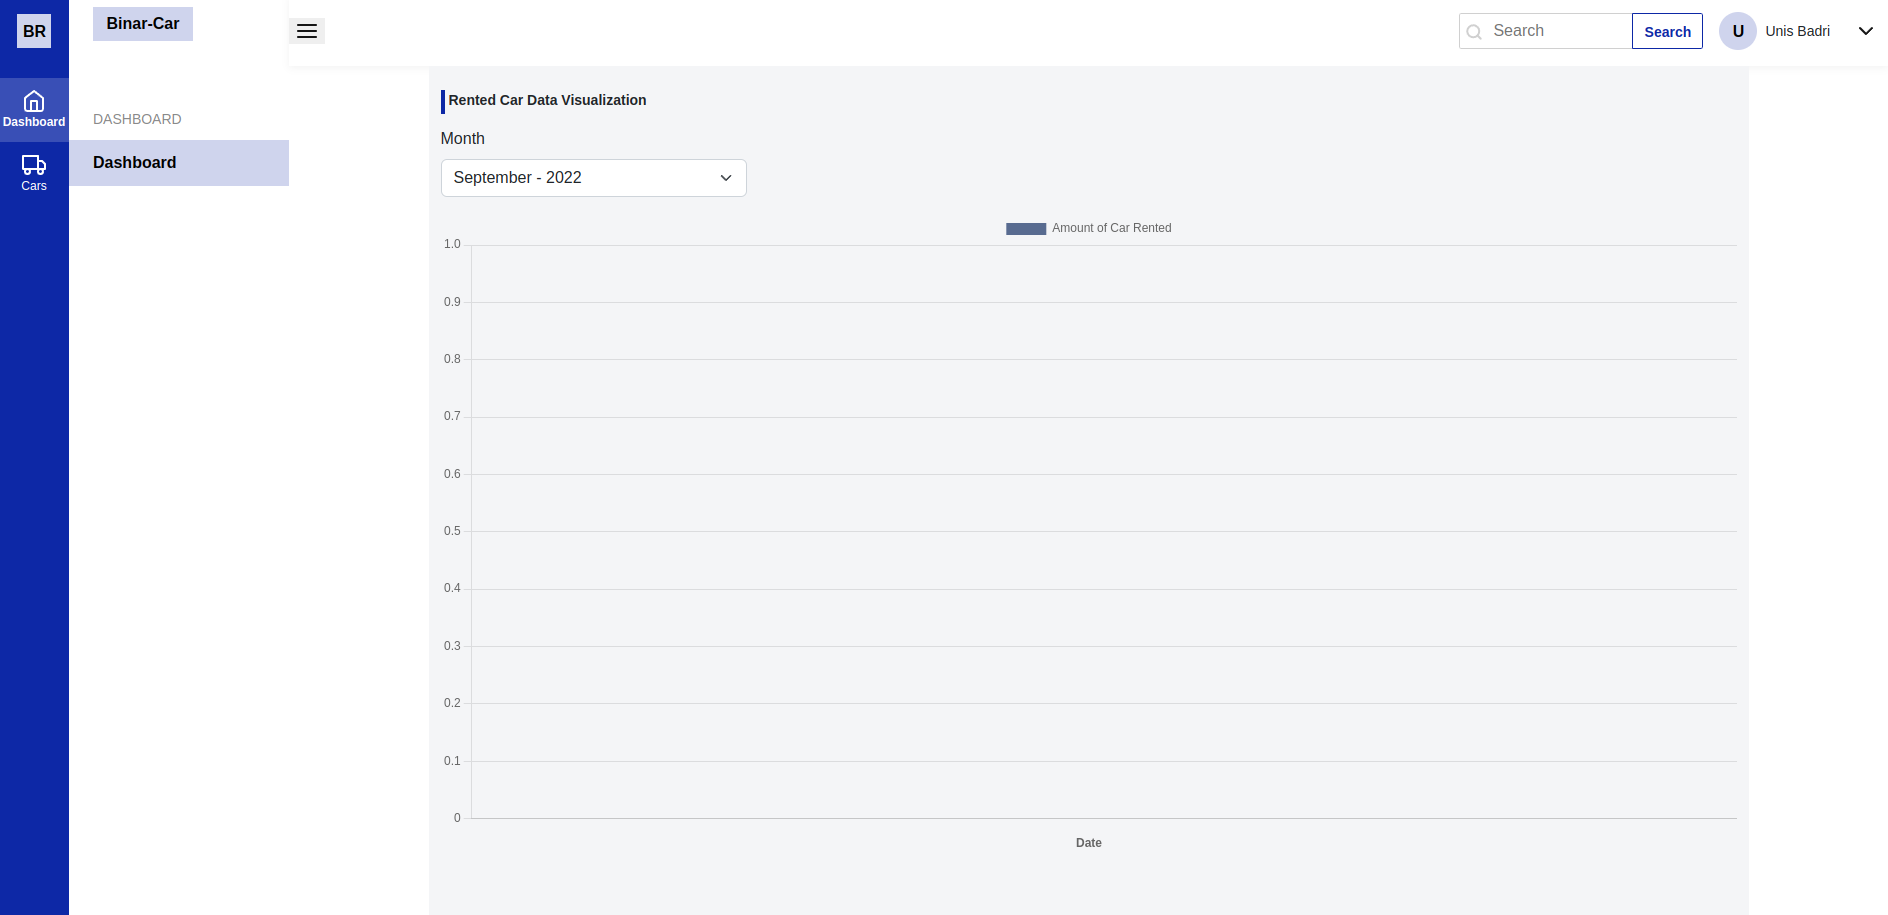 BR
Binar-Car
Search
Search
U
Unis Badri
Dashboard
Cars
DASHBOARD
Dashboard
Rented Car Data Visualization
Month
September - 2022
Amount of Car Rented
1.0
0.9
0.8
0.7
0.6
0.5
0.4
0.3
0.2
0.1
0
Date